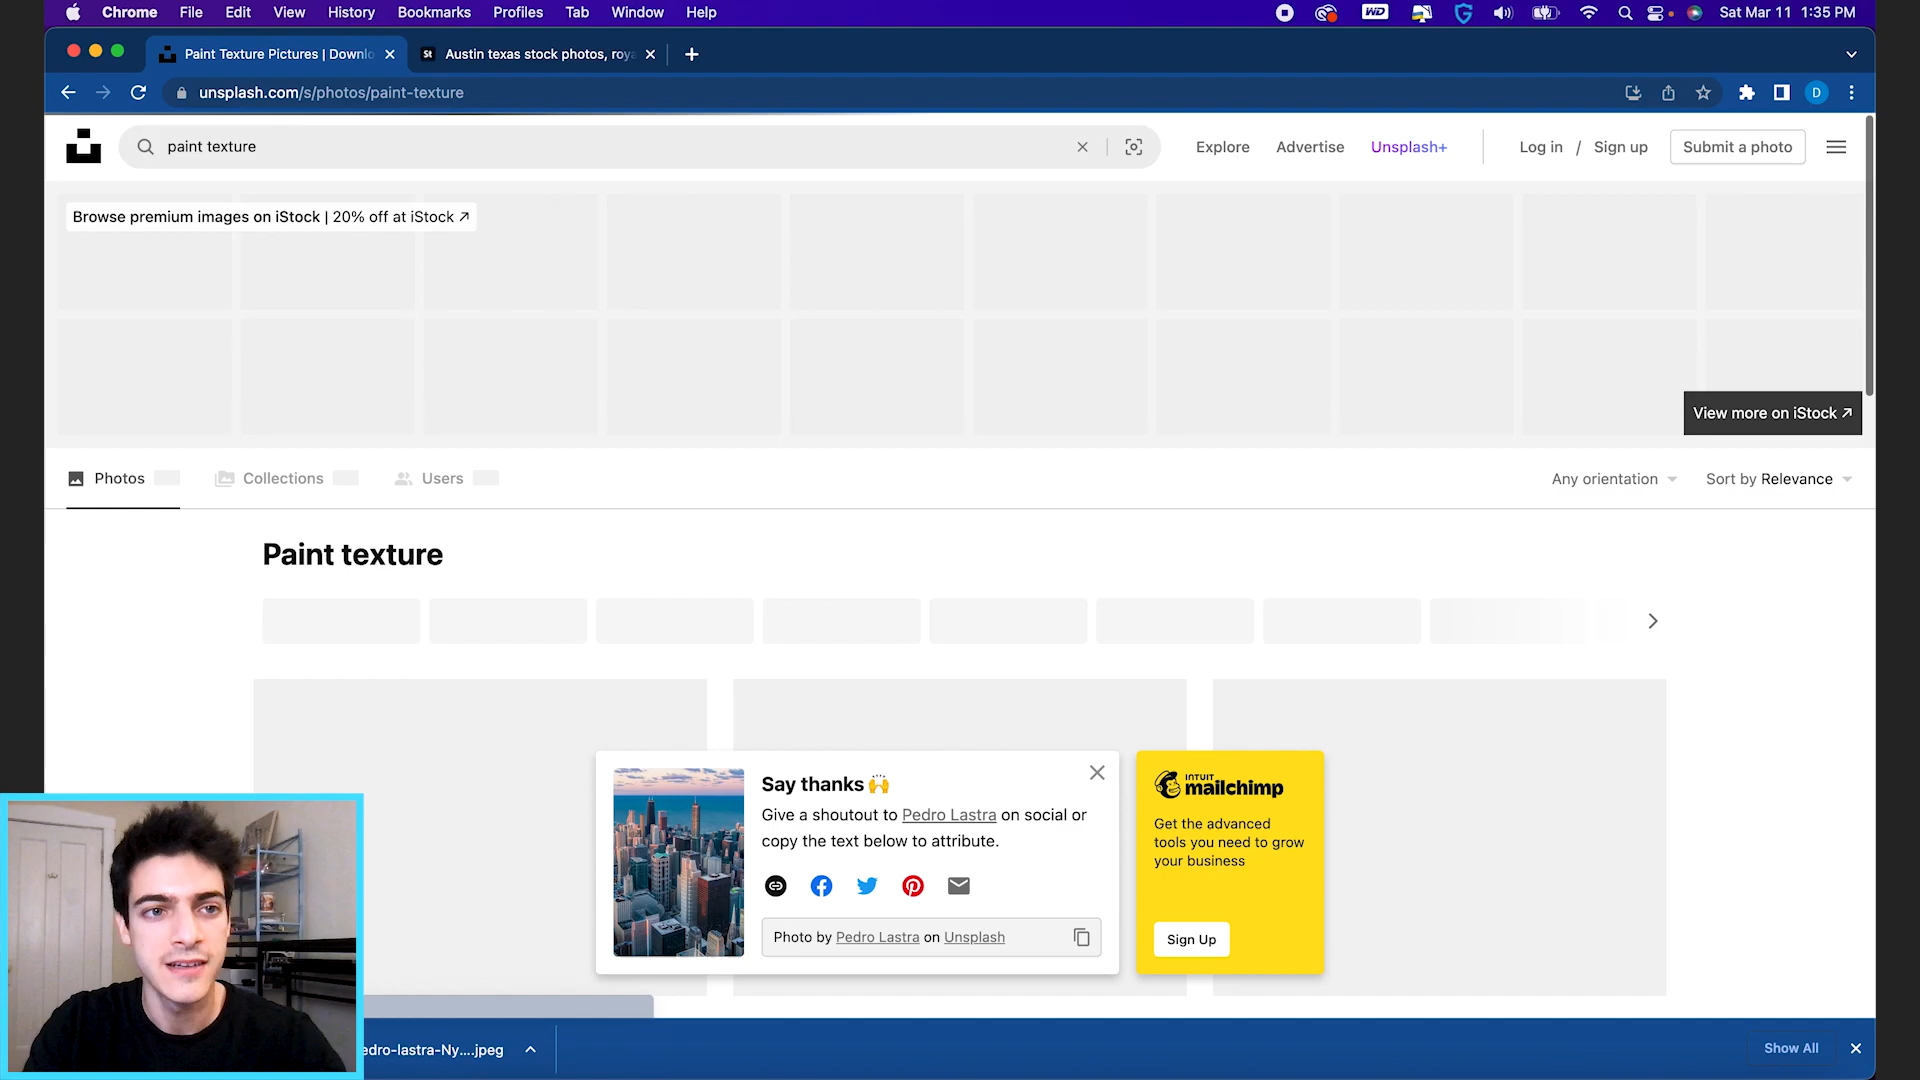 Chrome File Edit View History Bookmarks Profiles Tab Window Help
WD
Sat Mar 11 1:35 PM
Paint Texture Pictures | Downlo
St Austin texas stock photos, roya
unsplash.com/s/photos/paint-texture
D
paint texture
Explore Advertise Unsplash+ Log in / Sign up Submit a photo
Browse premium images on iStock | 20% off at iStock ↗
View more on iStock ↗
Photos Collections Users Any orientation Sort by Relevance
Paint texture
Say thanks 🙌
Give a shoutout to Pedro Lastra on social or
copy the text below to attribute.
Photo by Pedro Lastra on Unsplash
INTUIT
mailchimp
Get the advanced
tools you need to grow
your business
Sign Up
edro-lastra-Ny....jpeg
Show All